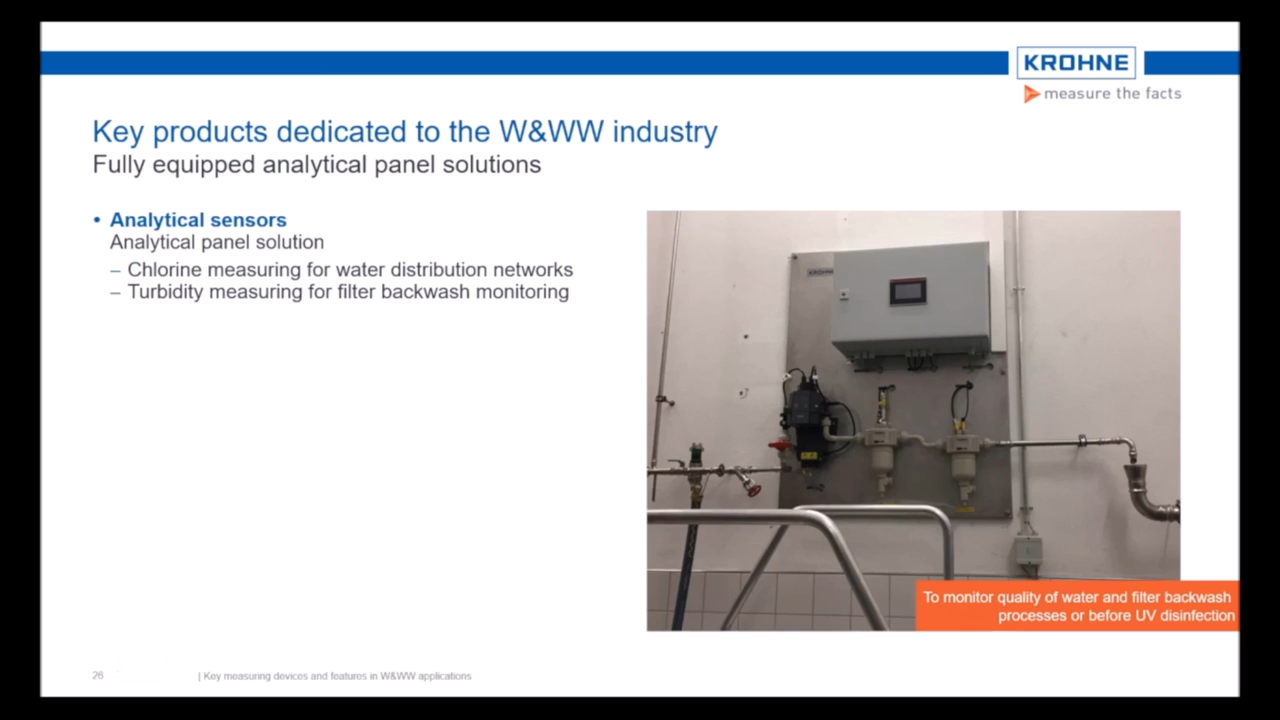 KROHNE
measure the facts
Key products dedicated to the W&WW industry
Fully equipped analytical panel solutions
• Analytical sensors
Analytical panel solution
– Chlorine measuring for water distribution networks
– Turbidity measuring for filter backwash monitoring
KROHNE
To monitor quality of water and filter backwash
processes or before UV disinfection
26
| Key measuring devices and features in W&WW applications